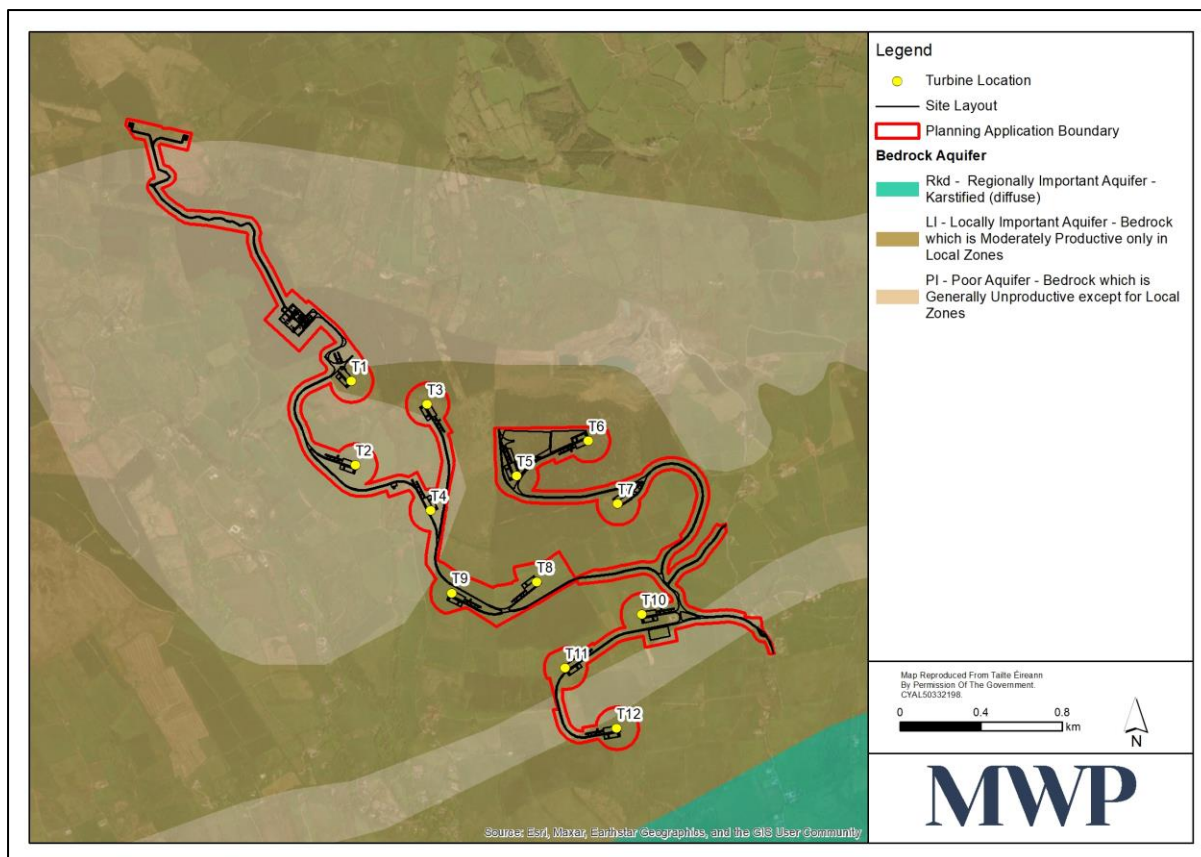 T1
T3
T6
T2
T5
T7
T4
T8
T9
T10
T11
T12
Source: Esri, Maxar, Earthstar Geographics, and the GIS User Community
Legend
Turbine Location
Site Layout
Planning Application Boundary
Bedrock Aquifer
Rkd - Regionally Important Aquifer -
Karstified (diffuse)
LI - Locally Important Aquifer - Bedrock
which is Moderately Productive only in
Local Zones
PI - Poor Aquifer - Bedrock which is
Generally Unproductive except for Local
Zones
Map Reproduced From Tailte Éireann
By Permission Of The Government.
CYAL50332198.
0 0.4 0.8
km
N
MWP